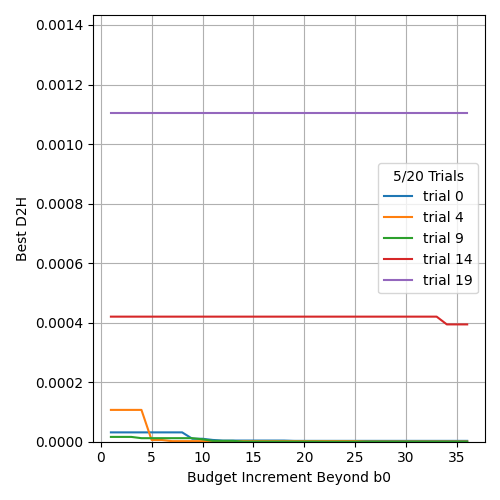 0.0014
0.0012
0.0010
0.0008
0.0006
0.0004
0.0002
0.0000
Best D2H
5/20 Trials
trial 0
trial 4
trial 9
trial 14
trial 19
0 5 10 15 20 25 30 35
Budget Increment Beyond b0